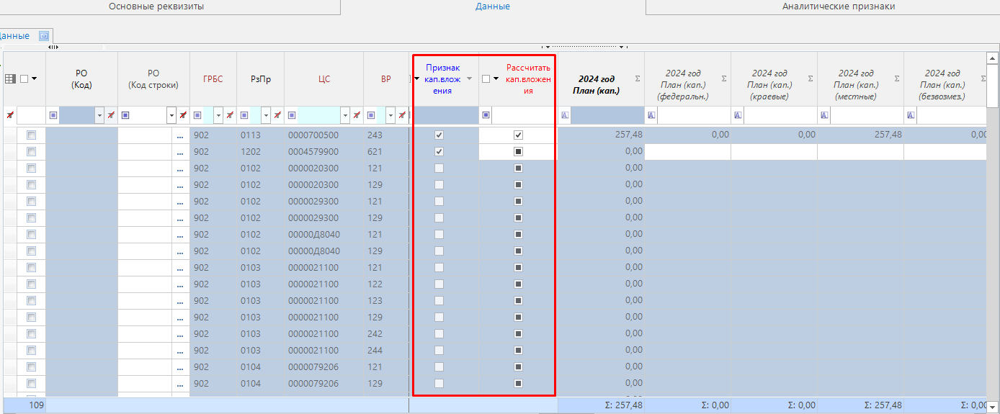 Основные реквизиты Данные Аналитические признаки
Данные
РО (Код) РО (Код строки) ГРБС РзПр ЦС ВР Признак кап.влож ения Рассчитать кап.вложен ия 2024 год План (кап.) Σ 2024 год План (кап.) (федеральн.) Σ 2024 год План (кап.) (краевые) Σ 2024 год План (кап.) (местные) Σ 2024 год План (кап.) (безвозмез.) Σ
A A A A A
... 902 0113 0000700500 243 257,48 0,00 0,00 257,48 0,00
... 902 1202 0004579900 621 0,00
... 902 0102 0000020300 121 0,00
... 902 0102 0000020300 129 0,00
... 902 0102 0000029300 121 0,00
... 902 0102 0000029300 129 0,00
... 902 0102 00000Д8040 121 0,00
... 902 0102 00000Д8040 129 0,00
... 902 0103 0000021100 121 0,00
... 902 0103 0000021100 122 0,00
... 902 0103 0000021100 123 0,00
... 902 0103 0000021100 129 0,00
... 902 0103 0000021100 242 0,00
... 902 0103 0000021100 244 0,00
... 902 0104 0000079206 121 0,00
... 902 0104 0000079206 129 0,00
109 Σ: 257,48 Σ: 0,00 Σ: 0,00 Σ: 257,48 Σ: 0,00